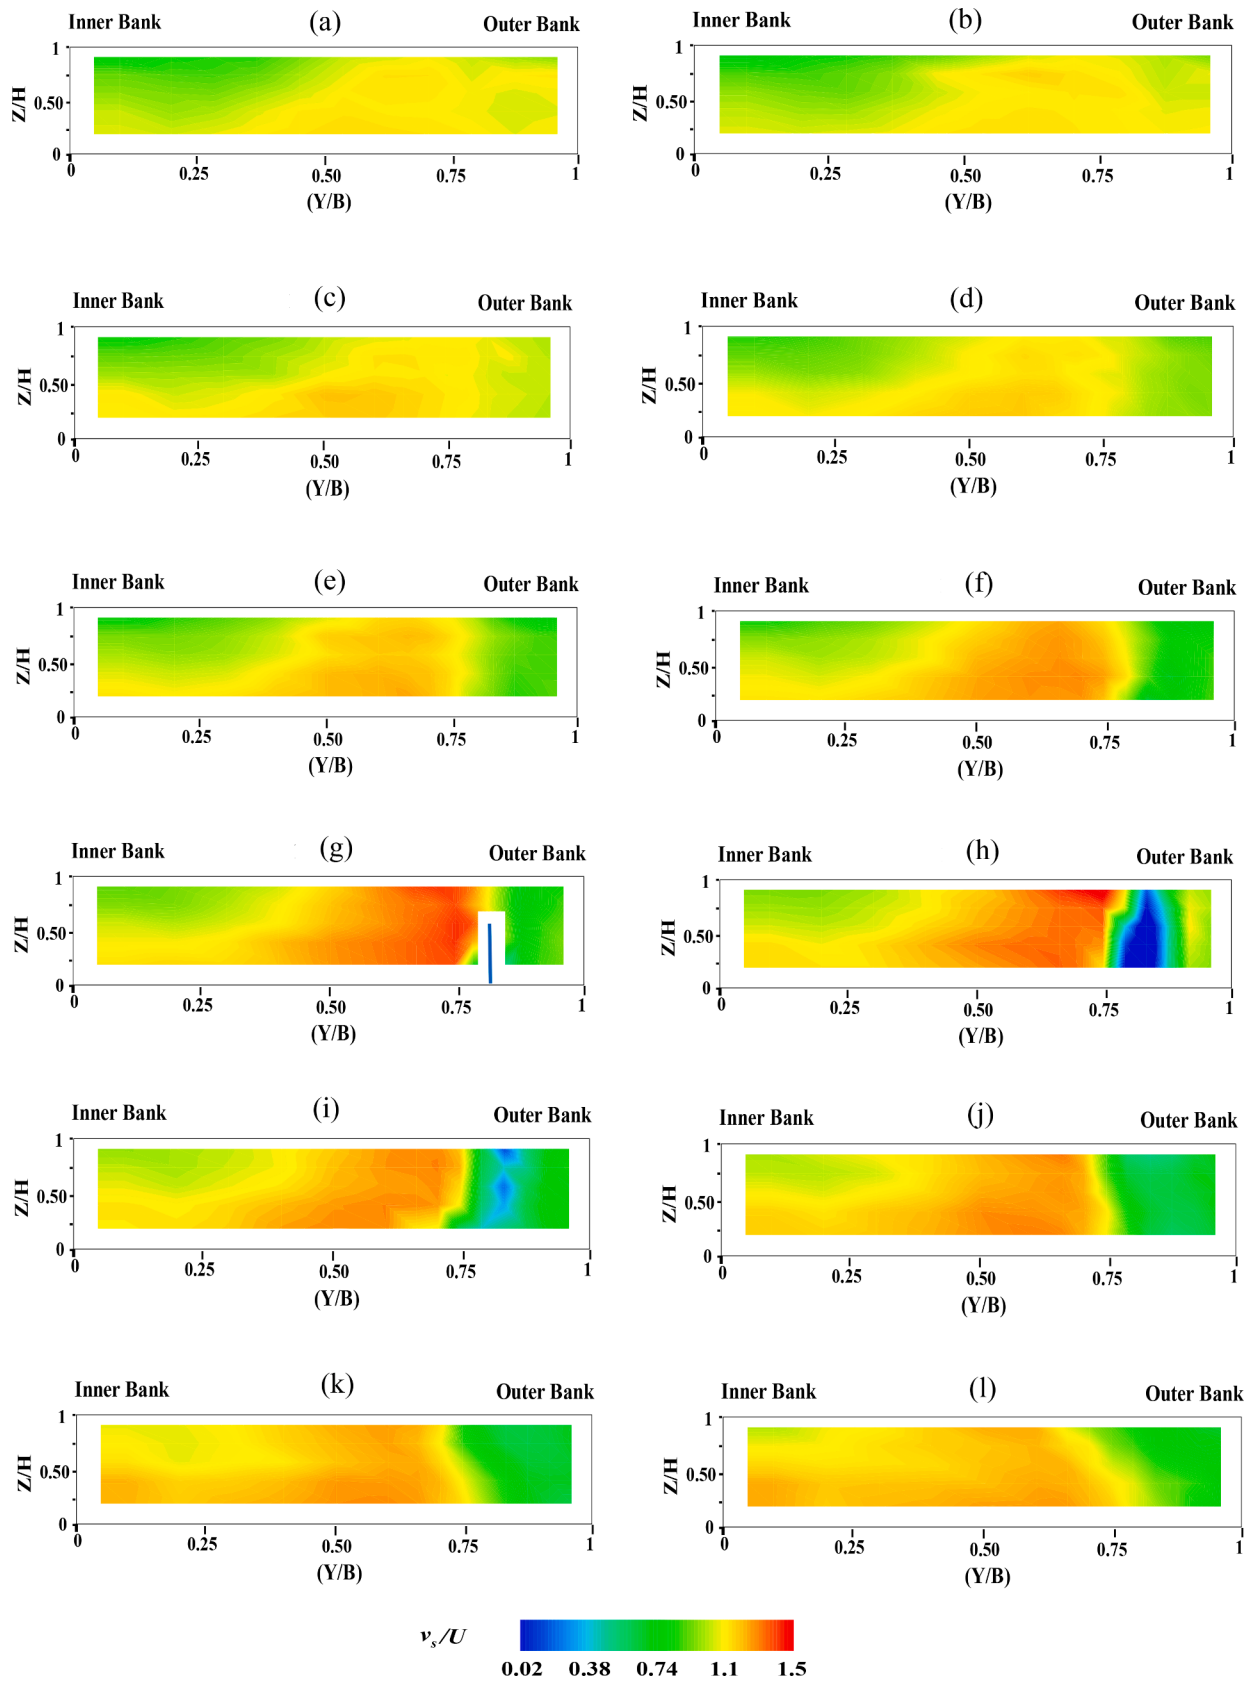 Inner Bank (a) Outer Bank
1
0.50
0
Z/H
0 0.25 0.50 0.75 1
(Y/B)
Inner Bank (b) Outer Bank
1
0.50
0
Z/H
0 0.25 0.50 0.75 1
(Y/B)
Inner Bank (c) Outer Bank
1
0.50
0
Z/H
0 0.25 0.50 0.75 1
(Y/B)
Inner Bank (d) Outer Bank
1
0.50
0
Z/H
0 0.25 0.50 0.75 1
(Y/B)
Inner Bank (e) Outer Bank
1
0.50
0
Z/H
0 0.25 0.50 0.75 1
(Y/B)
Inner Bank (f) Outer Bank
1
0.50
0
Z/H
0 0.25 0.50 0.75 1
(Y/B)
Inner Bank (g) Outer Bank
1
0.50
0
Z/H
0.25 0.50 0.75 1
(Y/B)
Inner Bank (h) Outer Bank
1
0.50
0
Z/H
0 0.25 0.50 0.75 1
(Y/B)
Inner Bank (i) Outer Bank
1
0.50
0
Z/H
0 0.25 0.50 0.75 1
(Y/B)
Inner Bank (j) Outer Bank
1
0.50
0
Z/H
0 0.25 0.50 0.75 1
(Y/B)
Inner Bank (k) Outer Bank
1
0.50
0
Z/H
0 0.25 0.50 0.75 1
(Y/B)
Inner Bank (l) Outer Bank
1
0.50
0
Z/H
0 0.25 0.50 0.75 1
(Y/B)
vs/U
0.02 0.38 0.74 1.1 1.5